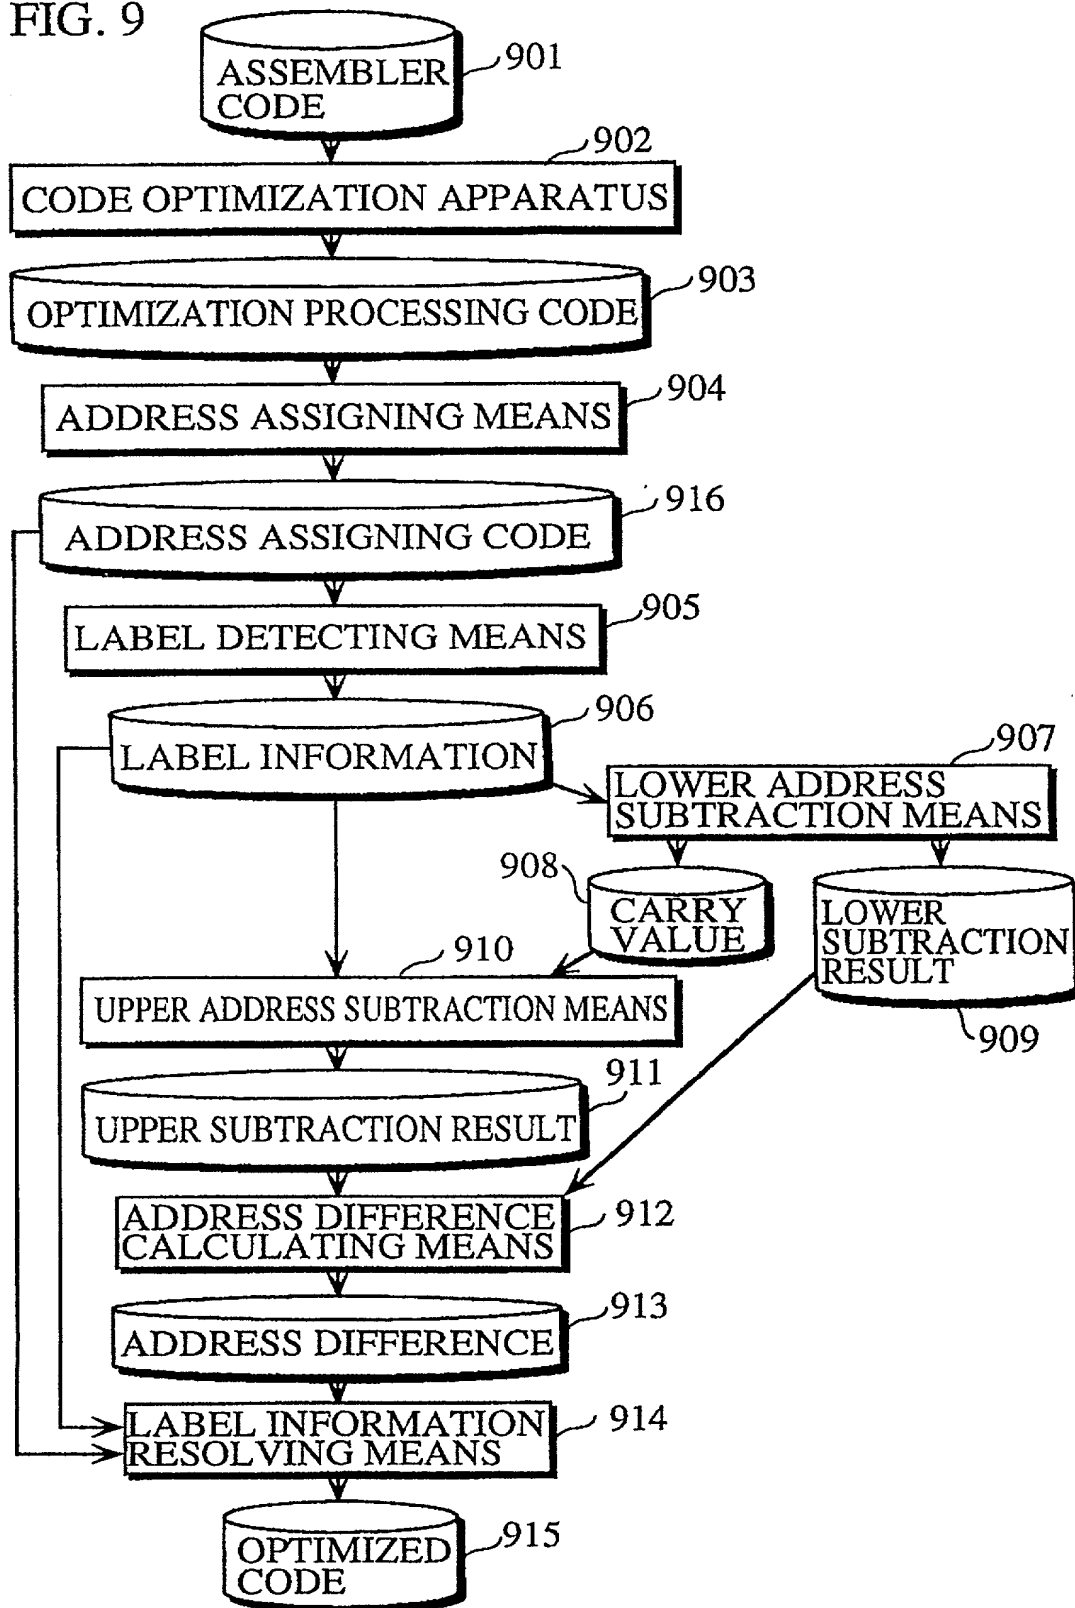 FIG. 9
ASSEMBLER
CODE
901
902
CODE OPTIMIZATION APPARATUS
903
OPTIMIZATION PROCESSING CODE
904
ADDRESS ASSIGNING MEANS
916
ADDRESS ASSIGNING CODE
905
LABEL DETECTING MEANS
906
LABEL INFORMATION
907
LOWER ADDRESS
SUBTRACTION MEANS
908
CARRY
VALUE
LOWER
SUBTRACTION
RESULT
909
910
UPPER ADDRESS SUBTRACTION MEANS
911
UPPER SUBTRACTION RESULT
ADDRESS DIFFERENCE
CALCULATING MEANS
912
913
ADDRESS DIFFERENCE
LABEL INFORMATION
RESOLVING MEANS
914
OPTIMIZED
CODE
915